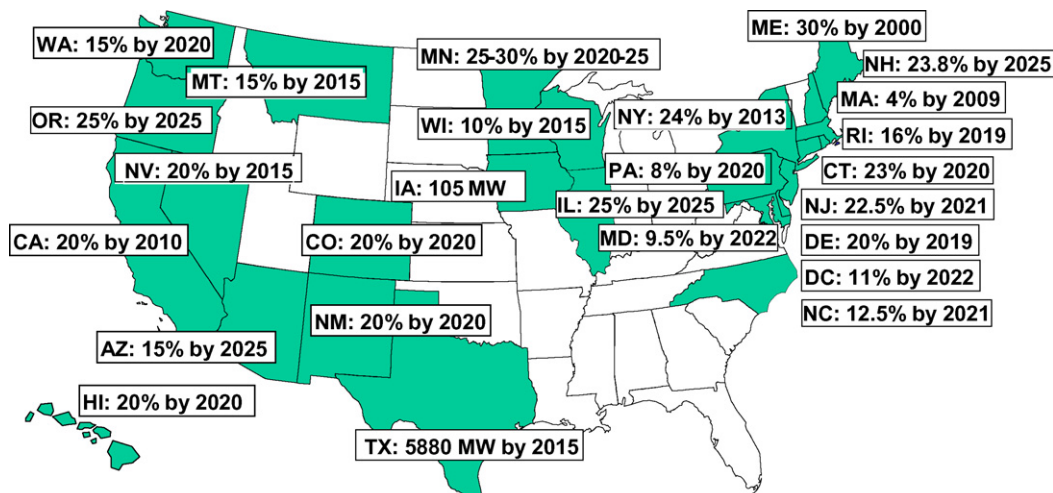 WA: 15% by 2020
MT: 15% by 2015
OR: 25% by 2025
NV: 20% by 2015
CA: 20% by 2010
AZ: 15% by 2025
HI: 20% by 2020
MN: 25-30% by 2020-25
WI: 10% by 2015
IA: 105 MW
IL: 25% by 2025
CO: 20% by 2020
NM: 20% by 2020
TX: 5880 MW by 2015
ME: 30% by 2000
NH: 23.8% by 2025
MA: 4% by 2009
NY: 24% by 2013
RI: 16% by 2019
PA: 8% by 2020
CT: 23% by 2020
NJ: 22.5% by 2021
MD: 9.5% by 2022
DE: 20% by 2019
DC: 11% by 2022
NC: 12.5% by 2021